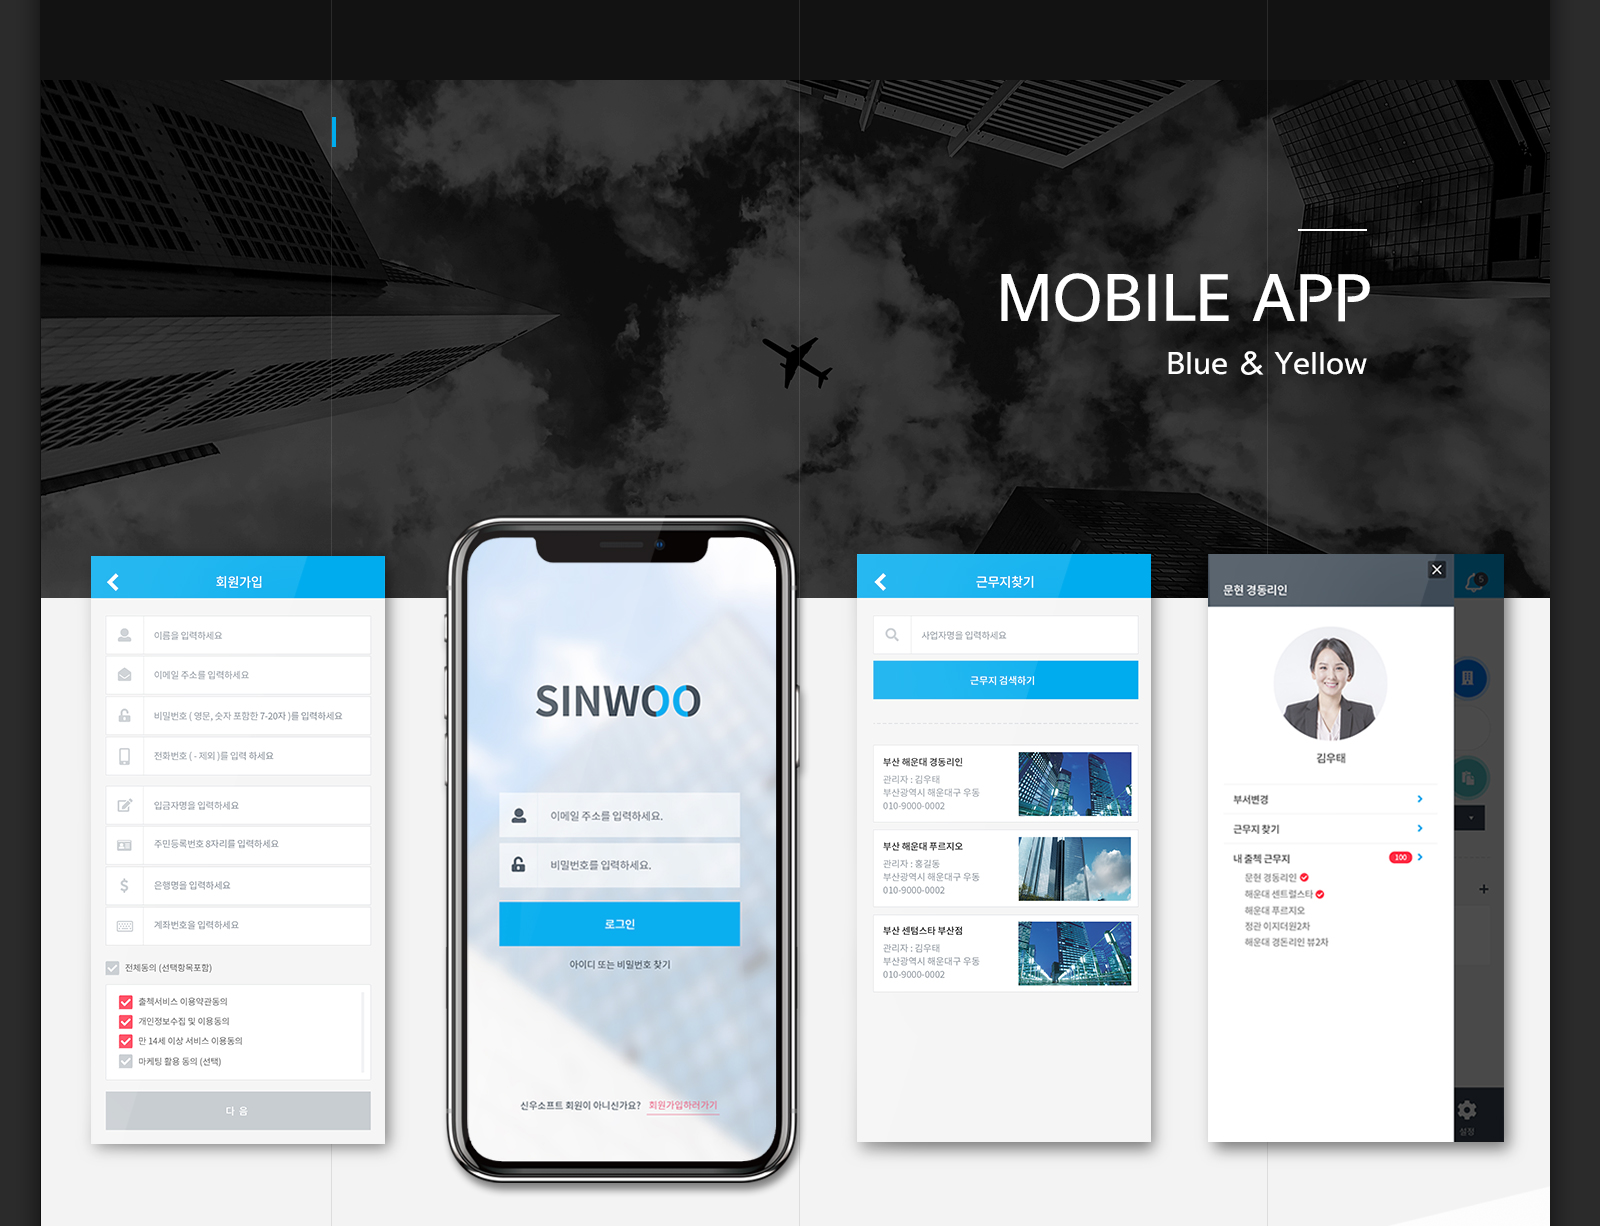 MOBILE APP
Blue & Yellow
회원가입
이름을 입력하세요
이메일 주소를 입력하세요
비밀번호 ( 영문, 숫자 포함한 7-20자 )를 입력하세요
전화번호 ( - 제외 )를 입력 하세요
입금자명을 입력하세요
주민등록번호 8자리를 입력하세요
은행명을 입력하세요
계좌번호을 입력하세요
전체동의 (선택항목포함)
출첵서비스 이용약관동의
개인정보수집 및 이용동의
만 14세 이상 서비스 이용동의
마케팅 활용 동의 (선택)
다 음
SINWOO
이메일 주소를 입력하세요.
비밀번호를 입력하세요.
로그인
아이디 또는 비밀번호 찾기
신우소프트 회원이 아니신가요? 회원가입하러가기
근무지찾기
사업자명을 입력하세요
근무지 검색하기
부산 해운대 경동리인
관리자 : 김우태
부산광역시 해운대구 우동
010-9000-0002
부산 해운대 푸르지오
관리자 : 홍길동
부산광역시 해운대구 우동
010-9000-0002
부산 센텀스타 부산점
관리자 : 김우태
부산광역시 해운대구 우동
010-9000-0002
문현 경동리인
5
김우태
부서변경
근무지 찾기
내 출첵 근무지 100
문현 경동리인
해운대 센트럴스타
해운대 푸르지오
정관 이지더원2차
해운대 경돈리인 뷰2차
설정